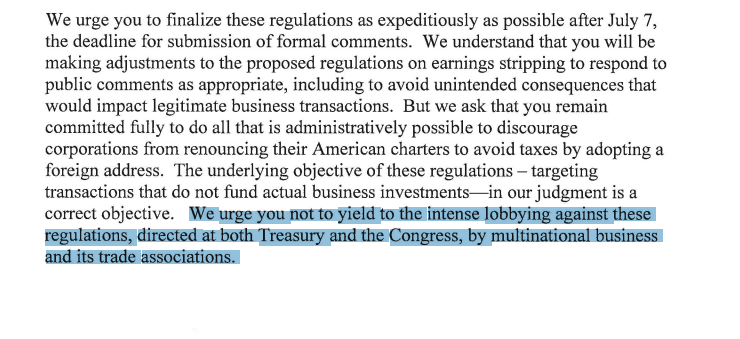 We urge you to finalize these regulations as expeditiously as possible after July 7,
the deadline for submission of formal comments.  We understand that you will be
making adjustments to the proposed regulations on earnings stripping to respond to
public comments as appropriate, including to avoid unintended consequences that
would impact legitimate business transactions.  But we ask that you remain
committed fully to do all that is administratively possible to discourage
corporations from renouncing their American charters to avoid taxes by adopting a
foreign address.  The underlying objective of these regulations – targeting
transactions that do not fund actual business investments—in our judgment is a
correct objective.   We urge you not to yield to the intense lobbying against these
regulations, directed at both Treasury and the Congress, by multinational business
and its trade associations.